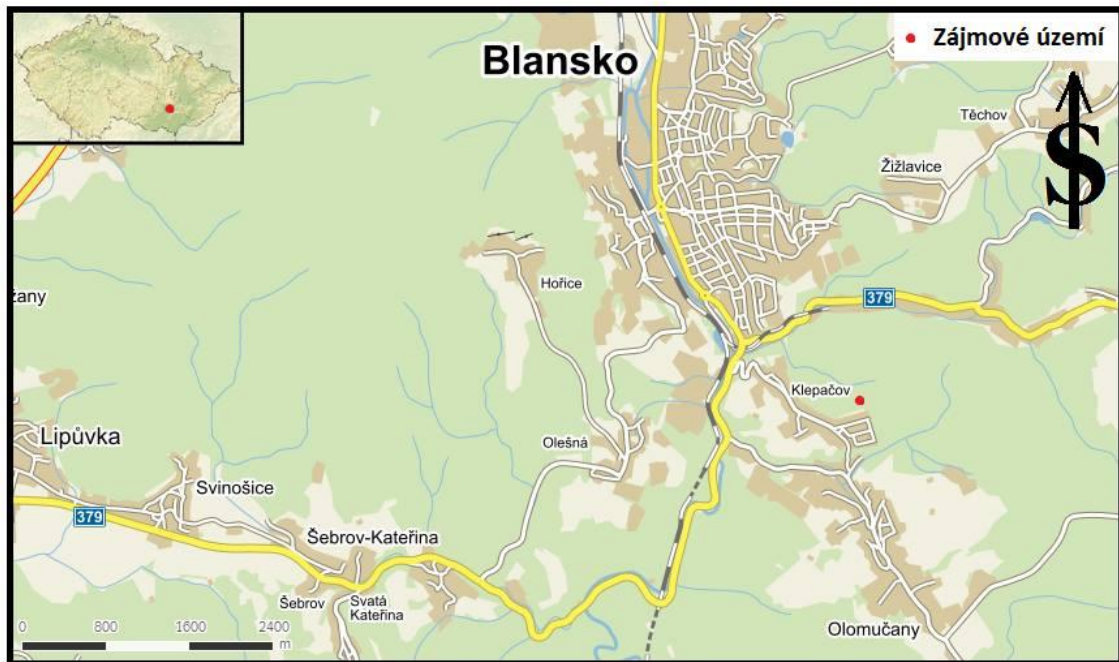 Blansko
Zájmové území
S
Těchov
Žižlavice
Hořice
379
žany
Klepačov
Lipůvka
Olešná
Svinošice
379
Šebrov-Kateřina
Šebrov
Svatá
Kateřina
Olomučany
0 800 1600 2400
m